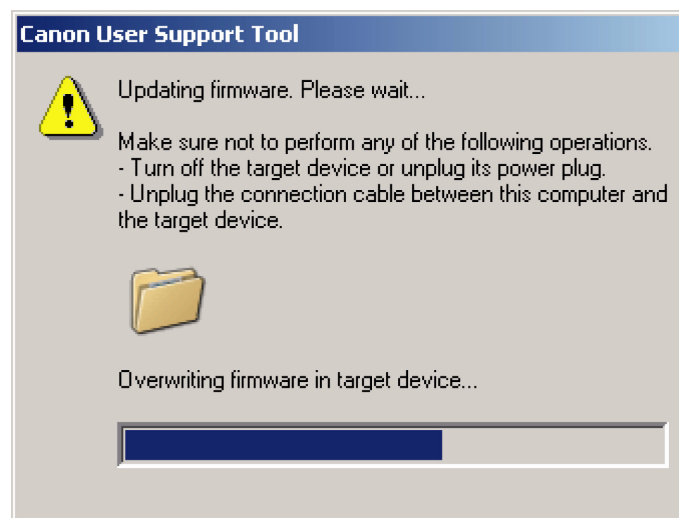 Canon User Support Tool
Updating firmware. Please wait...
Make sure not to perform any of the following operations.
- Turn off the target device or unplug its power plug.
- Unplug the connection cable between this computer and
the target device.
Overwriting firmware in target device...